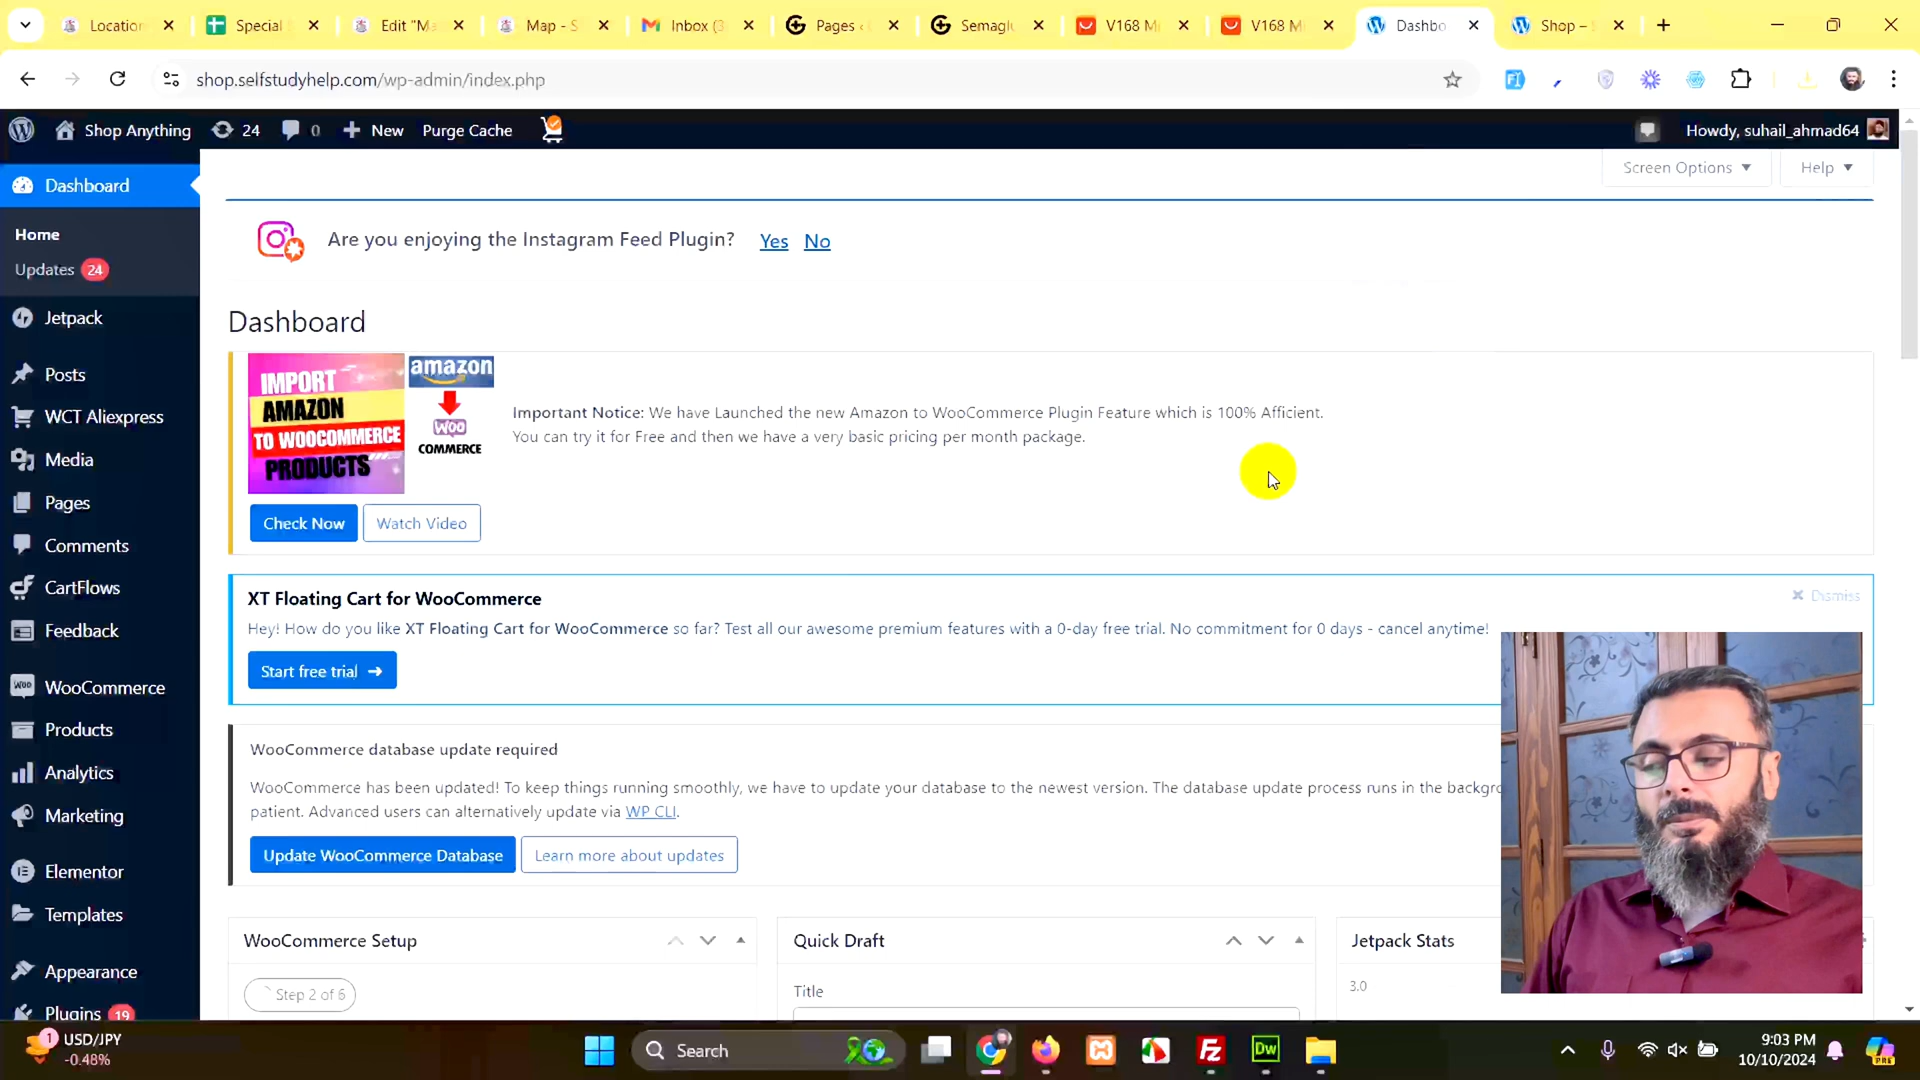 Location
Special
Edit "Ma
Map - S
Inbox (3
Pages ‹
Semaglu
V168 Mi
V168 Mi
Dashbo
Shop –
shop.selfstudyhelp.com/wp-admin/index.php
Shop Anything
24
0
New
Purge Cache
Howdy, suhail_ahmad64
Screen Options
Help
Dashboard
Home
Updates 24
Jetpack
Posts
WCT Aliexpress
Media
Pages
Comments
CartFlows
Feedback
WooCommerce
Products
Analytics
Marketing
Elementor
Templates
Appearance
Plugins 19
Are you enjoying the Instagram Feed Plugin? Yes No
Dashboard
IMPORT
AMAZON
TO WOOCOMMERCE
PRODUCTS
amazon
WOO
COMMERCE
Important Notice: We have Launched the new Amazon to WooCommerce Plugin Feature which is 100% Afficient.
You can try it for Free and then we have a very basic pricing per month package.
Check Now
Watch Video
XT Floating Cart for WooCommerce
Dismiss
Hey! How do you like XT Floating Cart for WooCommerce so far? Test all our awesome premium features with a 0-day free trial. No commitment for 0 days - cancel anytime!
Start free trial →
WooCommerce database update required
WooCommerce has been updated! To keep things running smoothly, we have to update your database to the newest version. The database update process runs in the backgro
patient. Advanced users can alternatively update via WP CLI.
Update WooCommerce Database
Learn more about updates
WooCommerce Setup
Step 2 of 6
Quick Draft
Title
Jetpack Stats
3.0
1
USD/JPY
-0.48%
Search
Fz
Dw
9:03 PM
10/10/2024
PRE